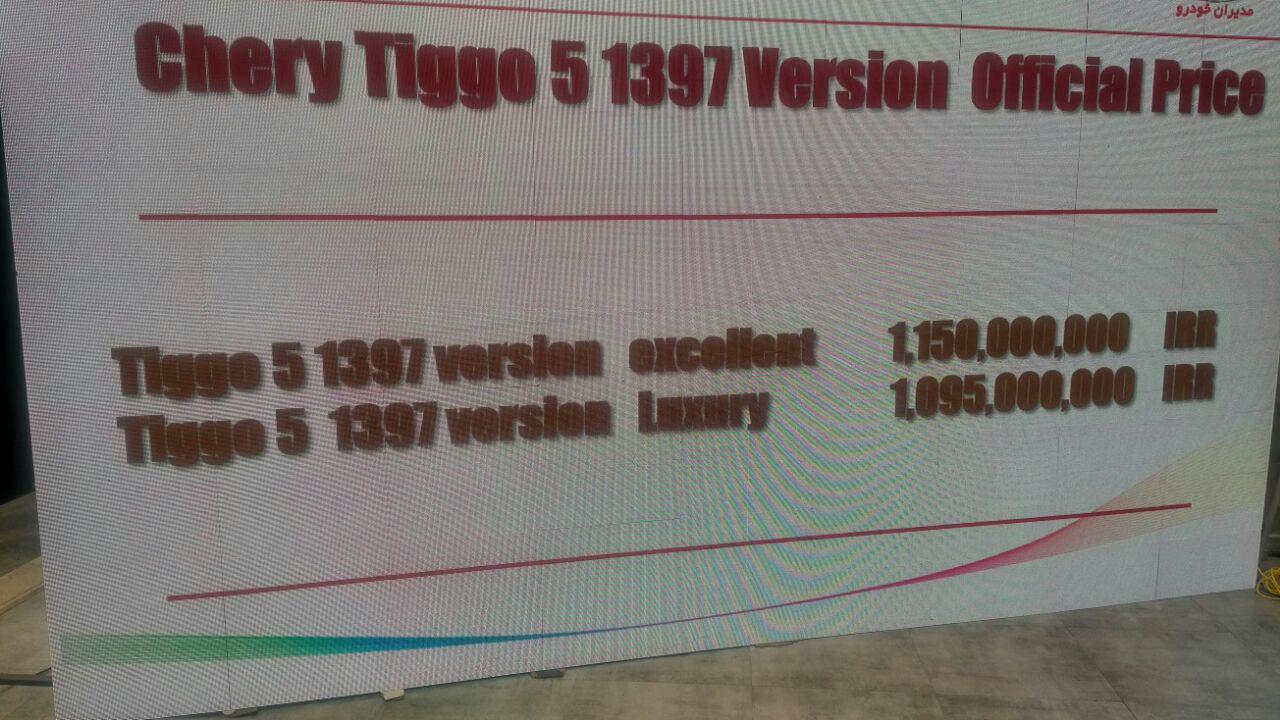 مدیران خودرو
Chery Tiggo 5 1397 Version Official Price
Tiggo 5 1397 version excellent 1,150,000,000 IRR
Tiggo 5 1397 version Luxury 1,095,000,000 IRR